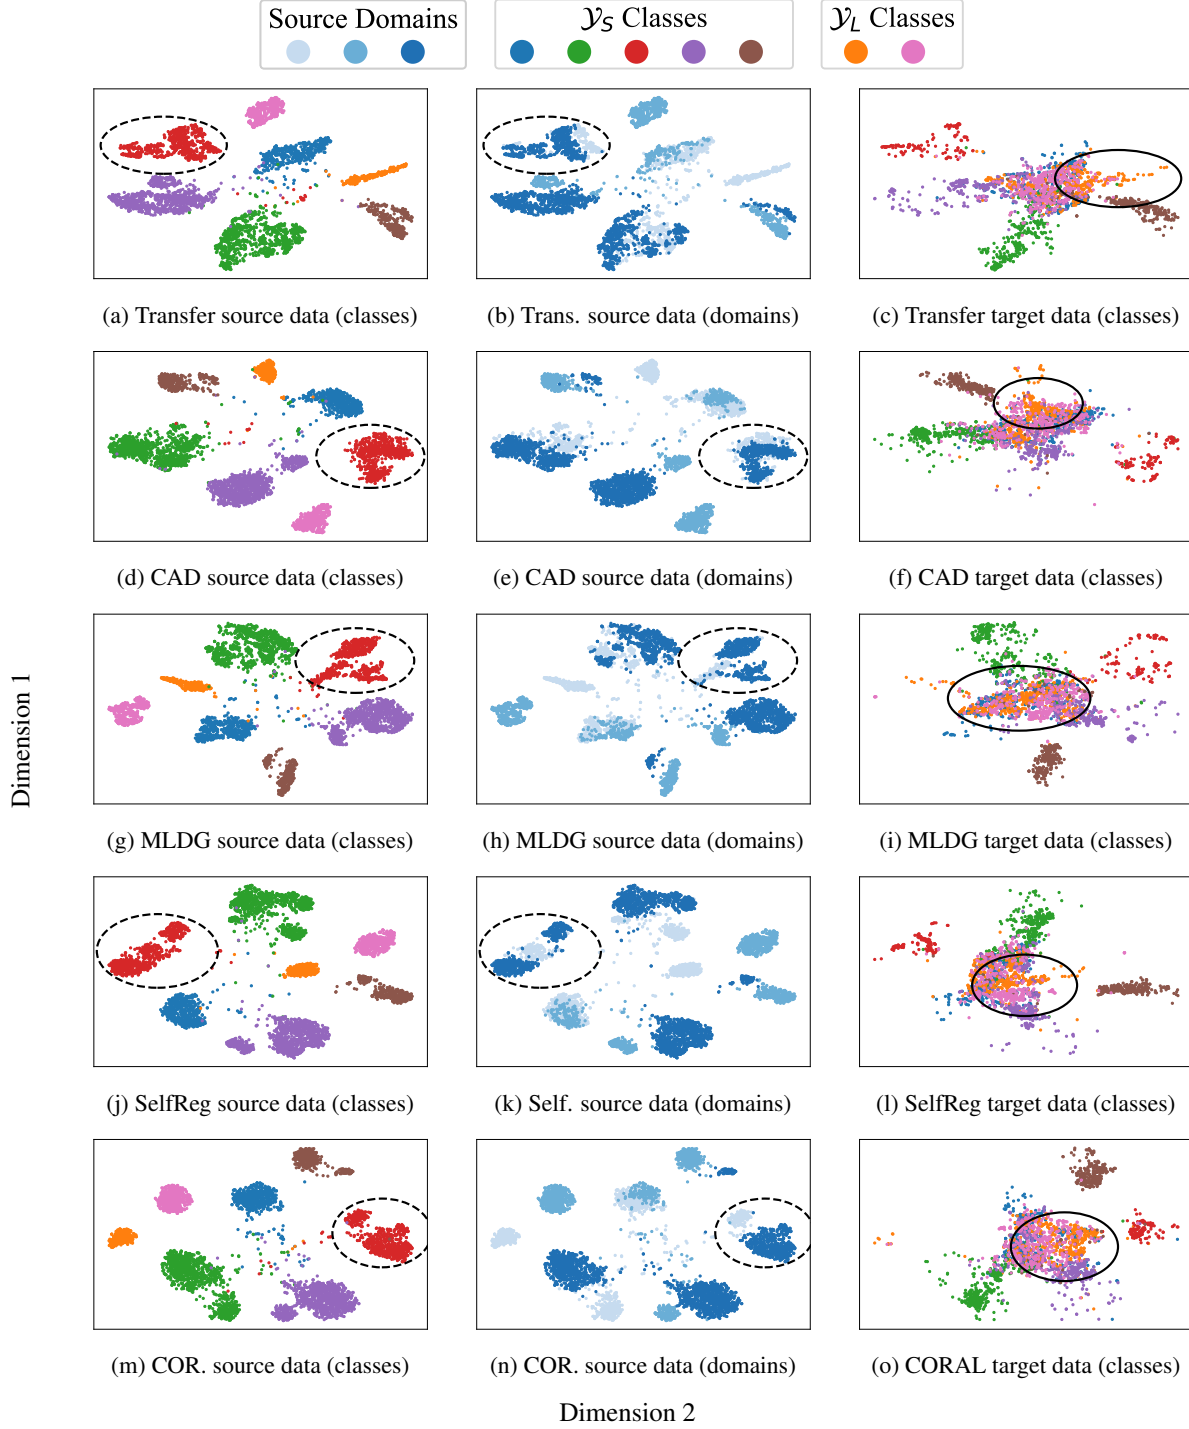 Source Domains
𝒴S Classes
𝒴L Classes
(a) Transfer source data (classes)
(b) Trans. source data (domains)
(c) Transfer target data (classes)
(d) CAD source data (classes)
(e) CAD source data (domains)
(f) CAD target data (classes)
(g) MLDG source data (classes)
(h) MLDG source data (domains)
(i) MLDG target data (classes)
Dimension 1
(j) SelfReg source data (classes)
(k) Self. source data (domains)
(l) SelfReg target data (classes)
(m) COR. source data (classes)
(n) COR. source data (domains)
(o) CORAL target data (classes)
Dimension 2